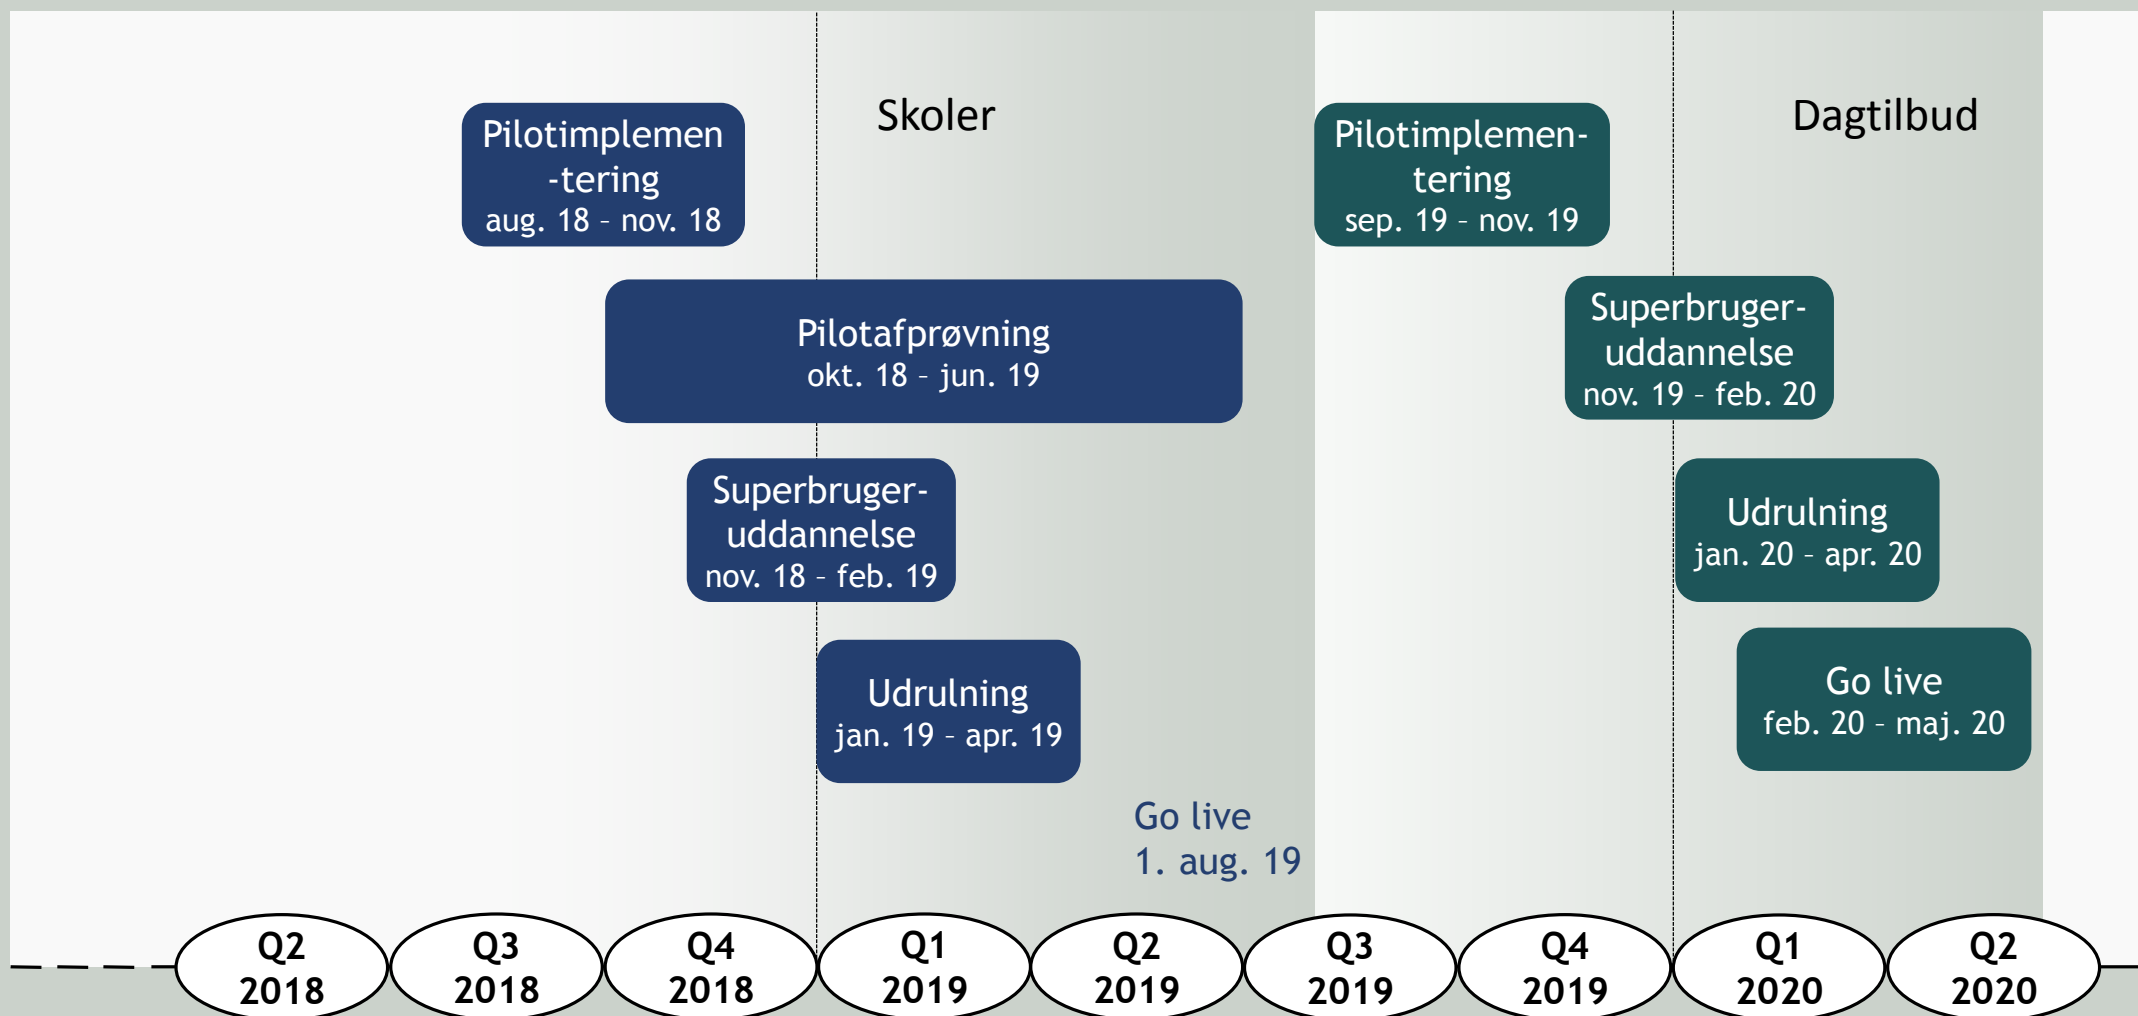 Skoler
Pilotimplemen
-tering
aug. 18 – nov. 18
Pilotafprøvning
okt. 18 – jun. 19
Superbruger-
uddannelse
nov. 18 – feb. 19
Udrulning
jan. 19 – apr. 19
Go live
1. aug. 19
Dagtilbud
Pilotimplemen-
tering
sep. 19 – nov. 19
Superbruger-
uddannelse
nov. 19 – feb. 20
Udrulning
jan. 20 – apr. 20
Go live
feb. 20 – maj. 20
Q2
2018
Q3
2018
Q4
2018
Q1
2019
Q2
2019
Q3
2019
Q4
2019
Q1
2020
Q2
2020